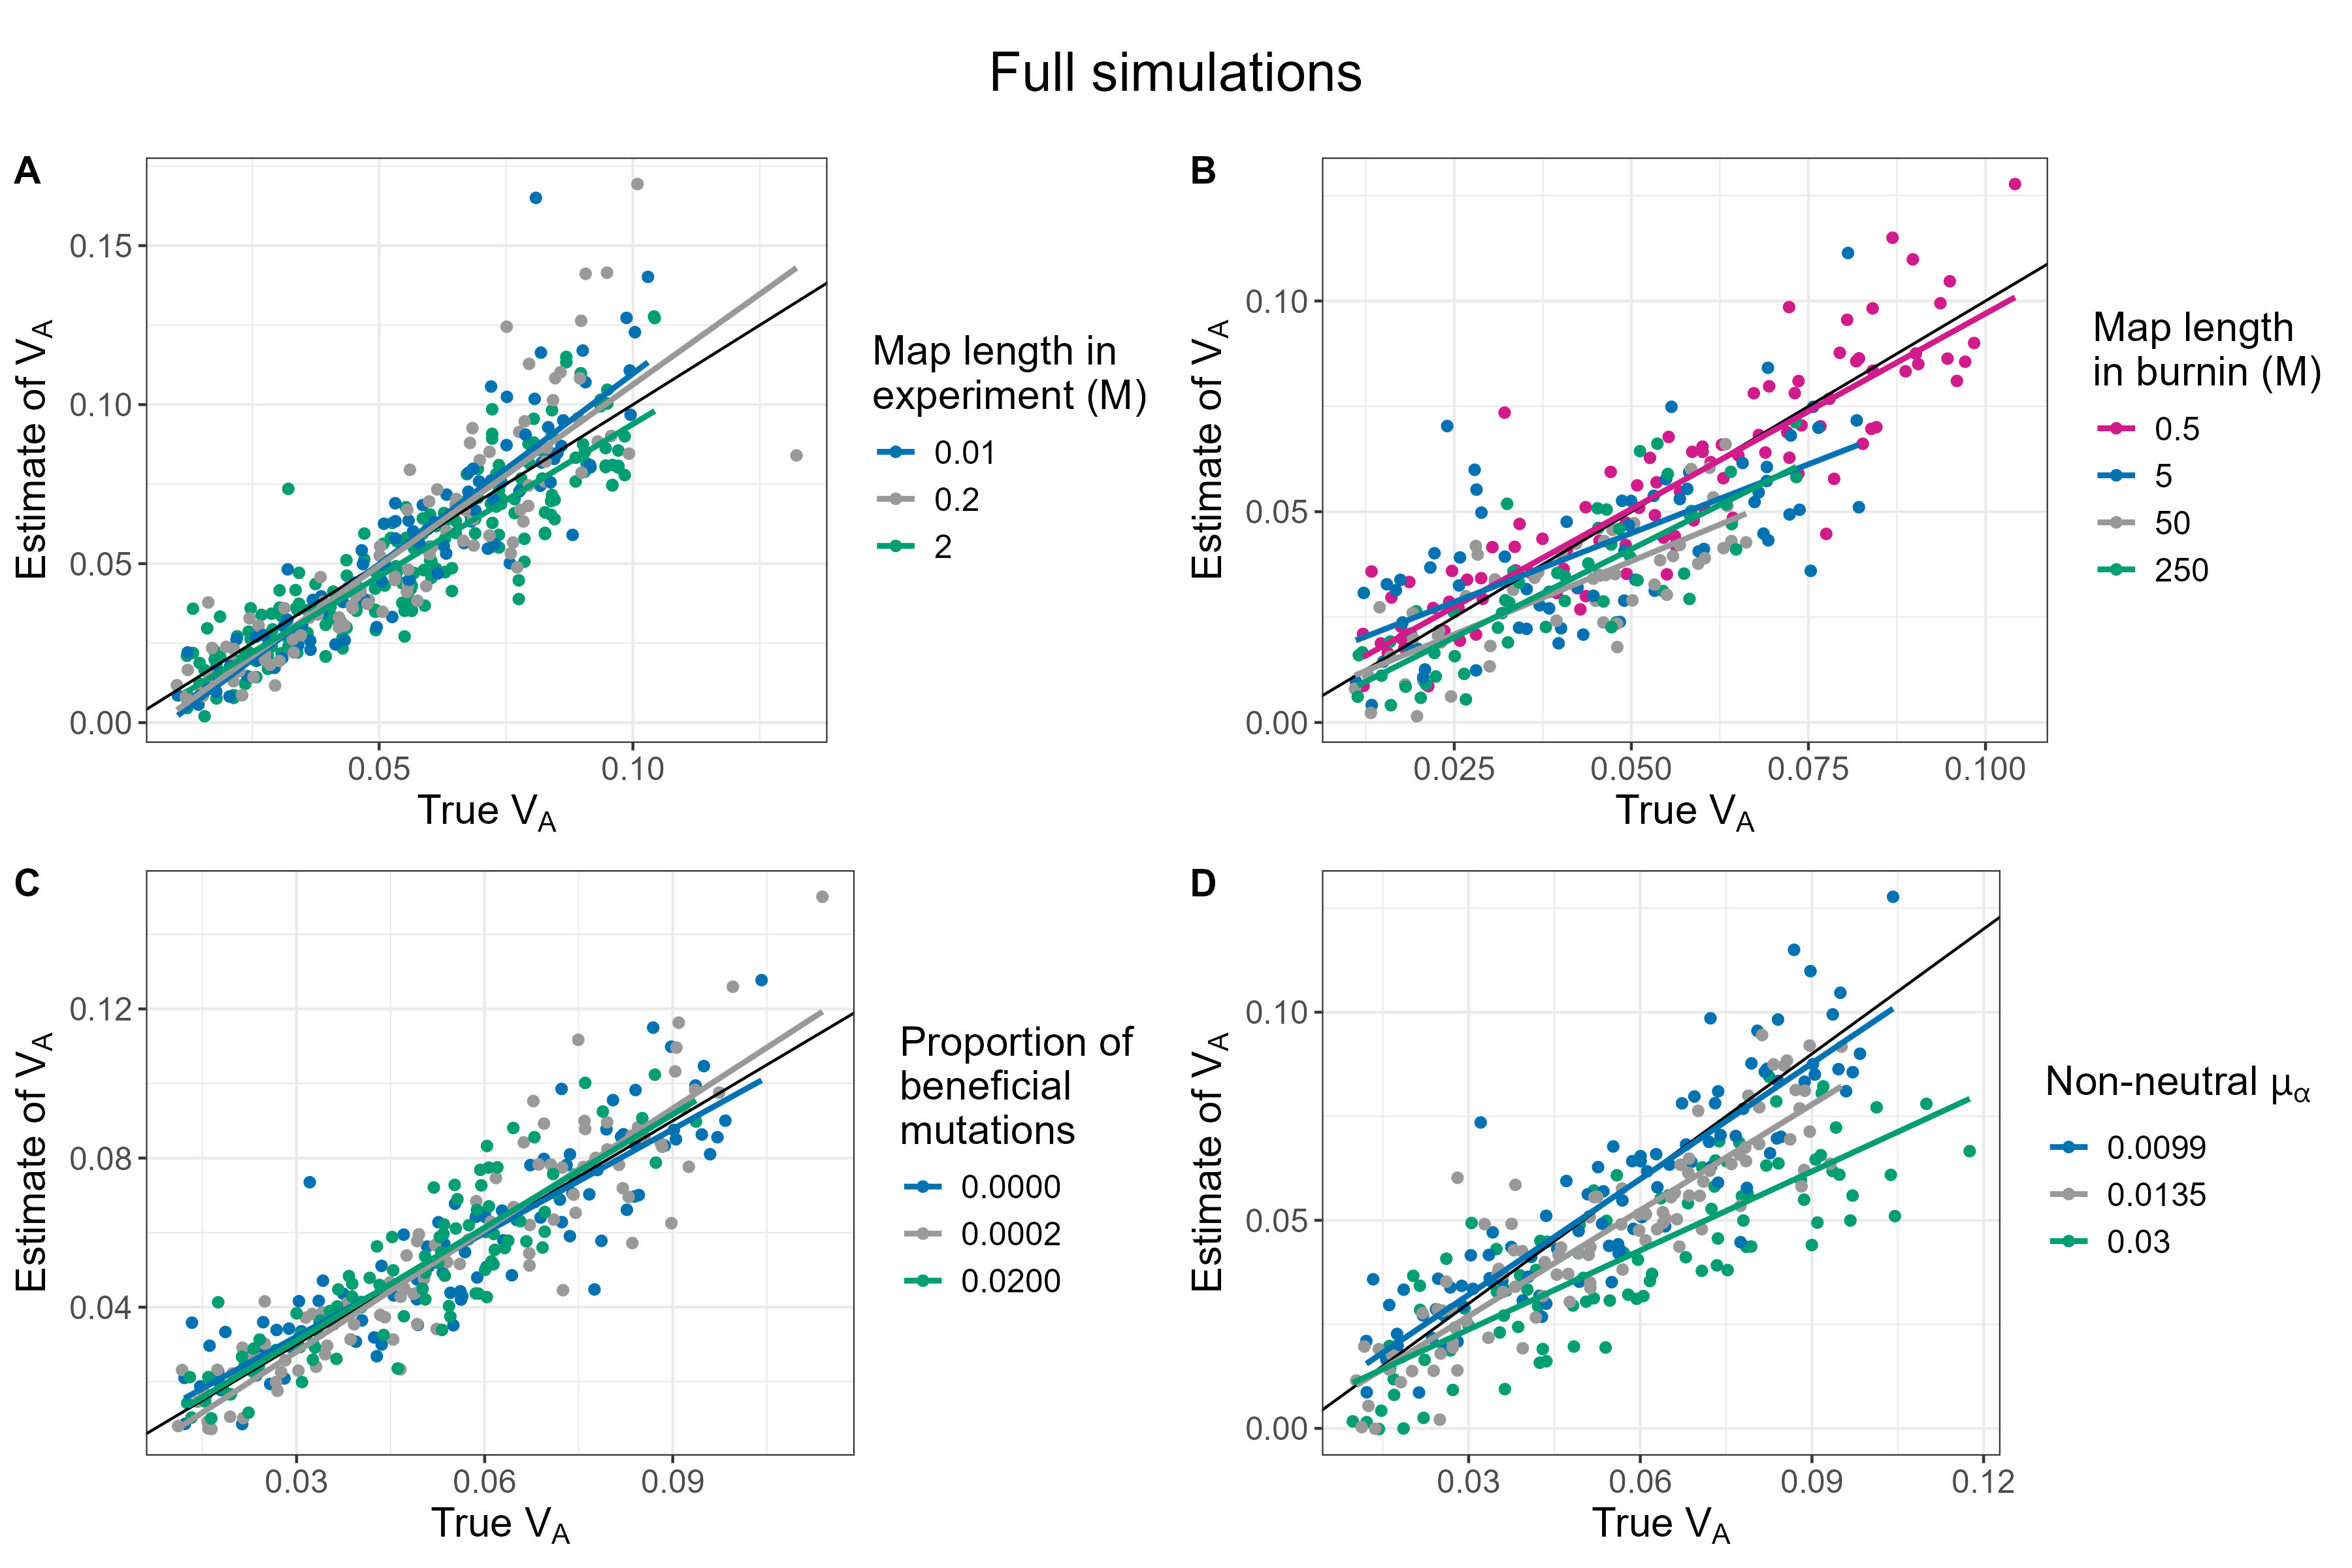 Full simulations
A
Estimate of V_A
0.15
0.10
0.05
0.00
0.05
0.10
True V_A
Map length in
experiment (M)
0.01
0.2
2
B
Estimate of V_A
0.10
0.05
0.00
0.025
0.050
0.075
0.100
True V_A
Map length
in burnin (M)
0.5
5
50
250
C
Estimate of V_A
0.12
0.08
0.04
0.03
0.06
0.09
True V_A
Proportion of
beneficial
mutations
0.0000
0.0002
0.0200
D
Estimate of V_A
0.10
0.05
0.00
0.03
0.06
0.09
0.12
True V_A
Non-neutral μ_α
0.0099
0.0135
0.03